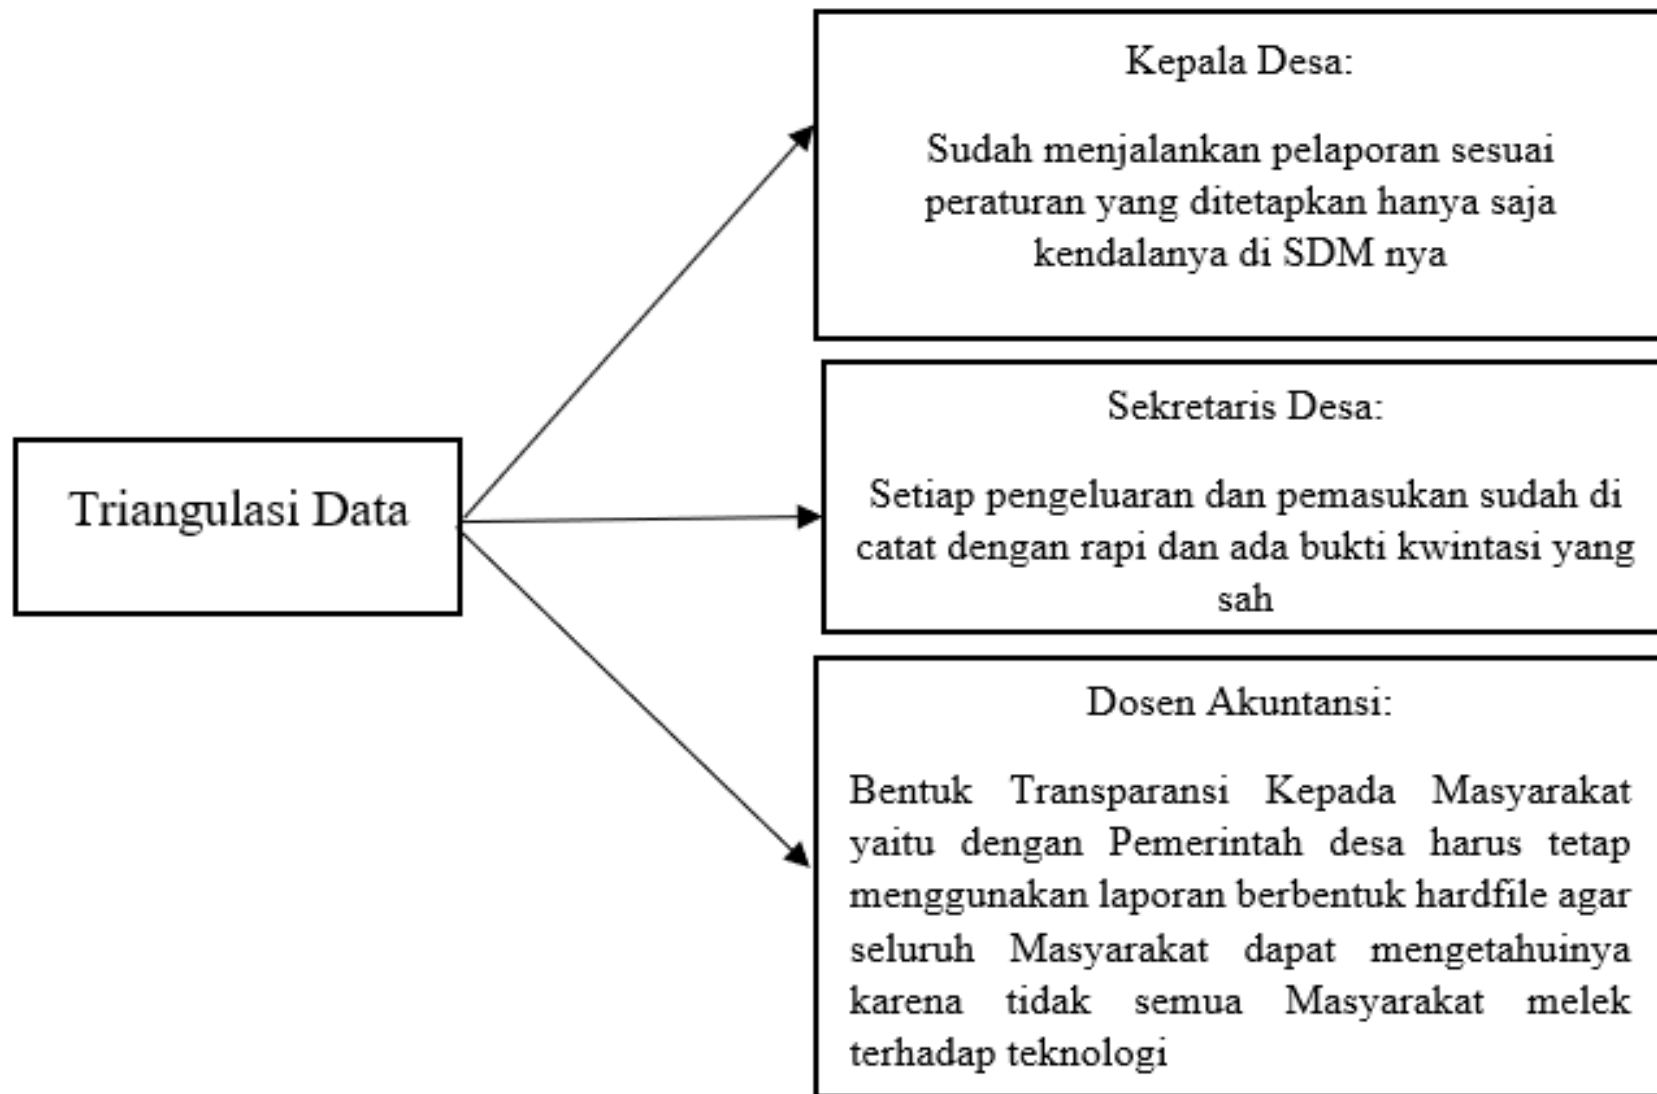 Triangulasi Data
Kepala Desa:
Sudah menjalankan pelaporan sesuai
peraturan yang ditetapkan hanya saja
kendalanya di SDM nya
Sekretaris Desa:
Setiap pengeluaran dan pemasukan sudah di
catat dengan rapi dan ada bukti kwintasi yang
sah
Dosen Akuntansi:
Bentuk Transparansi Kepada Masyarakat
yaitu dengan Pemerintah desa harus tetap
menggunakan laporan berbentuk hardfile agar
seluruh Masyarakat dapat mengetahuinya
karena tidak semua Masyarakat melek
terhadap teknologi